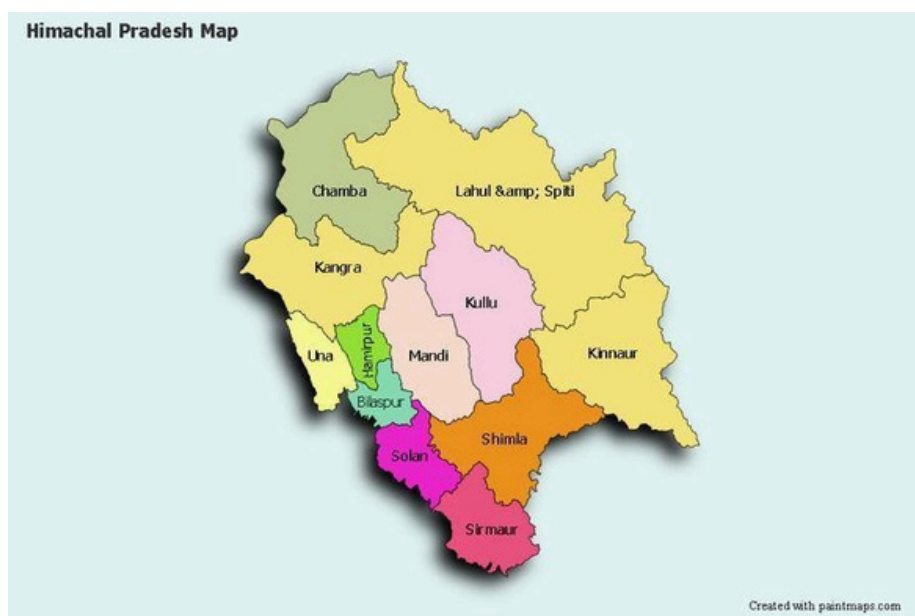 Himachal Pradesh Map
Chamba
Lahul &amp; Spiti
Kangra
Kullu
Una
Hamirpur
Mandi
Kinnaur
Bilaspur
Shimla
Solan
Sirmaur
Created with paintmaps.com